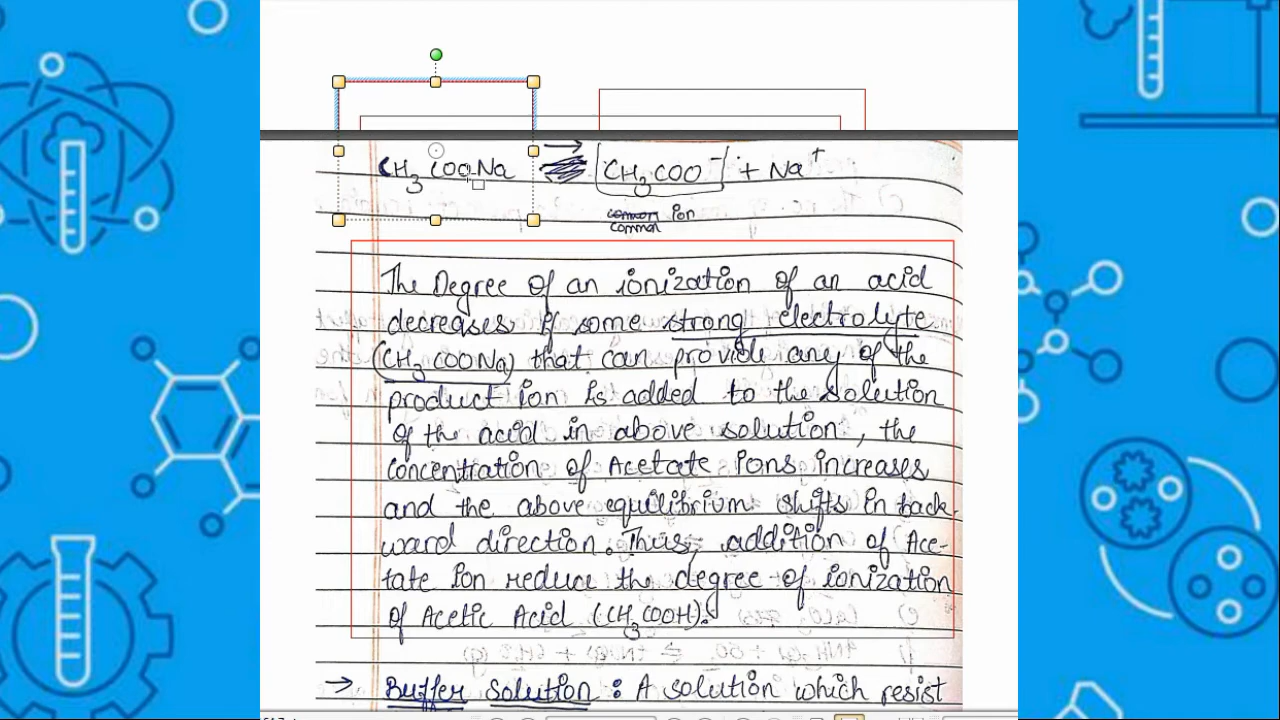 CH3COONa → CH3COO⁻ + Na⁺
common ion
common
The Degree of an ionization of an acid
decreases if some strong electrolyte
(CH3COONa) that can provide any of the
product ion is added to the solution
of the acid in above solution, the
concentration of Acetate ions increases
and the above equilibrium shifts in back-
ward direction. Thus, addition of Ace-
tate ion reduce the degree of ionization
of Acetic Acid (CH3COOH).
→ Buffer solution : A solution which resist